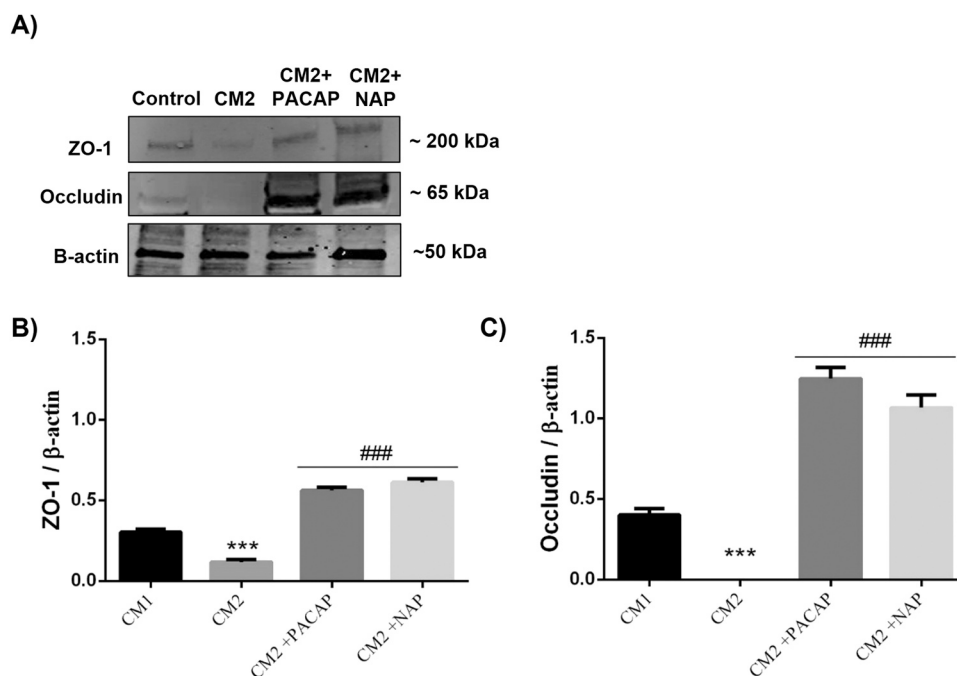 A)
Control CM2 CM2+ PACAP CM2+ NAP
ZO-1 ~ 200 kDa
Occludin ~ 65 kDa
B-actin ~50 kDa
B)
ZO-1 / β-actin
1.5
1.0
0.5
0.0
***
###
CM1
CM2
CM2 +PACAP
CM2 +NAP
C)
Occludin / β-actin
1.5
1.0
0.5
0.0
***
###
CM1
CM2
CM2 +PACAP
CM2 +NAP